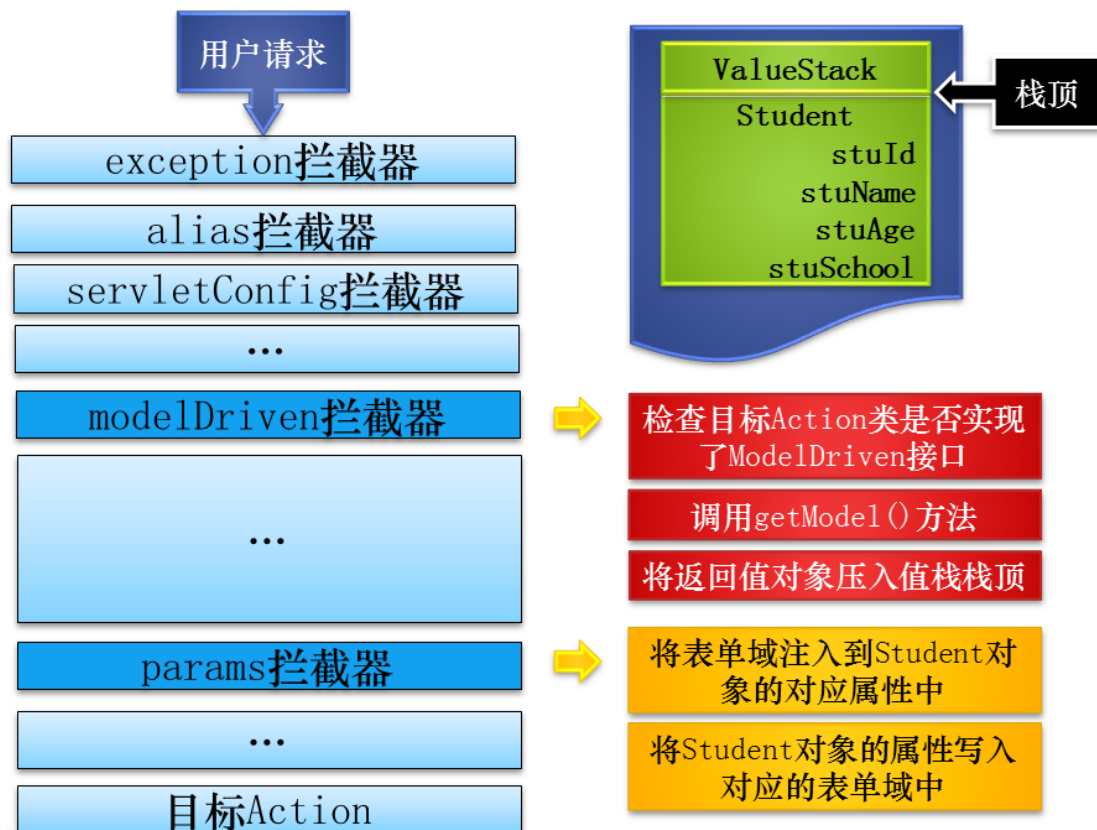 用户请求
exception拦截器
alias拦截器
servletConfig拦截器
…
modelDriven拦截器
…
params拦截器
…
目标Action
ValueStack
Student
stuId
stuName
stuAge
stuSchool
栈顶
检查目标Action类是否实现
了ModelDriven接口
调用getModel()方法
将返回值对象压入值栈栈顶
将表单域注入到Student对
象的对应属性中
将Student对象的属性写入
对应的表单域中